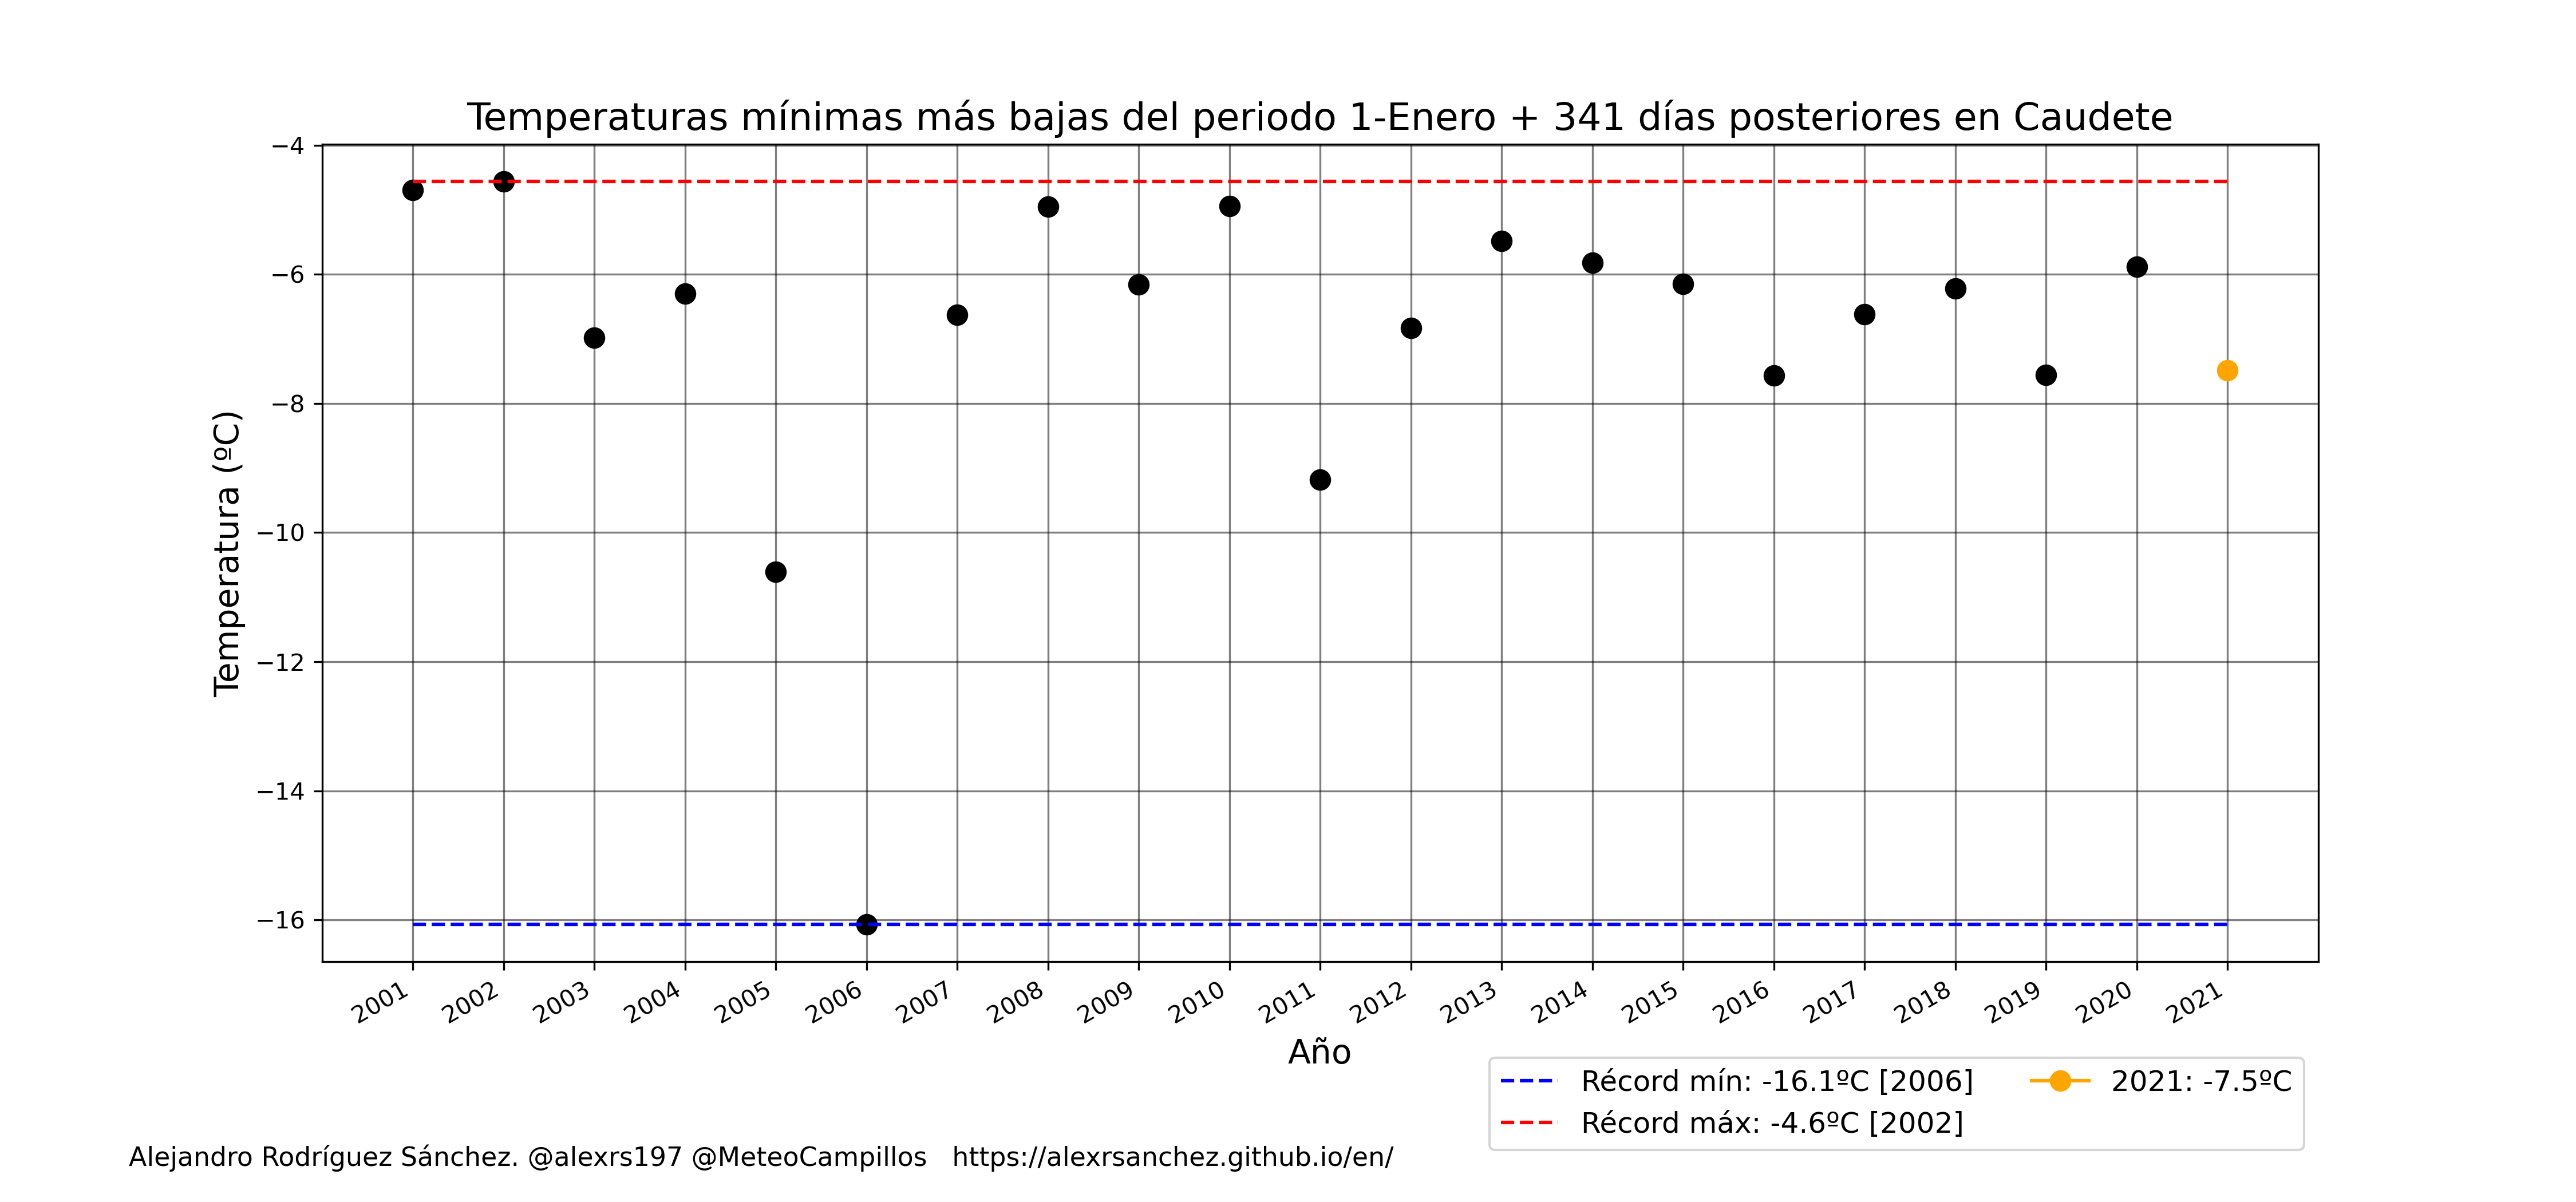 Temperaturas mínimas más bajas del periodo 1-Enero + 341 días posteriores en Caudete
−4
−6
−8
−10
−12
−14
−16
Temperatura (ºC)
2001 2002 2003 2004 2005 2006 2007 2008 2009 2010 2011 2012 2013 2014 2015 2016 2017 2018 2019 2020 2021
Año
Récord mín: -16.1ºC [2006]
Récord máx: -4.6ºC [2002]
2021: -7.5ºC
Alejandro Rodríguez Sánchez. @alexrs197 @MeteoCampillos https://alexrsanchez.github.io/en/